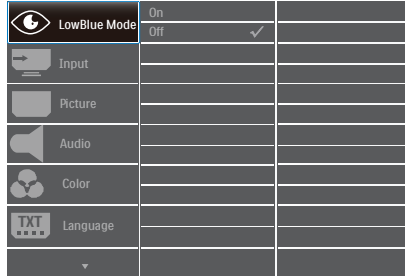 LowBlue Mode
On
Off
Input
Picture
Audio
Color
TXT
Language